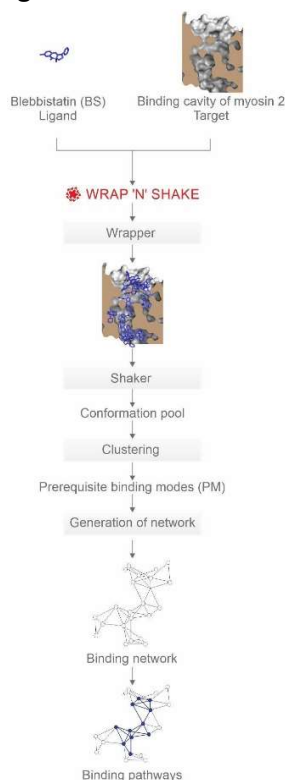 Blebbistatin (BS)
Ligand
Binding cavity of myosin 2
Target
WRAP 'N' SHAKE
Wrapper
Shaker
Conformation pool
Clustering
Prerequisite binding modes (PM)
Generation of network
Binding network
Binding pathways